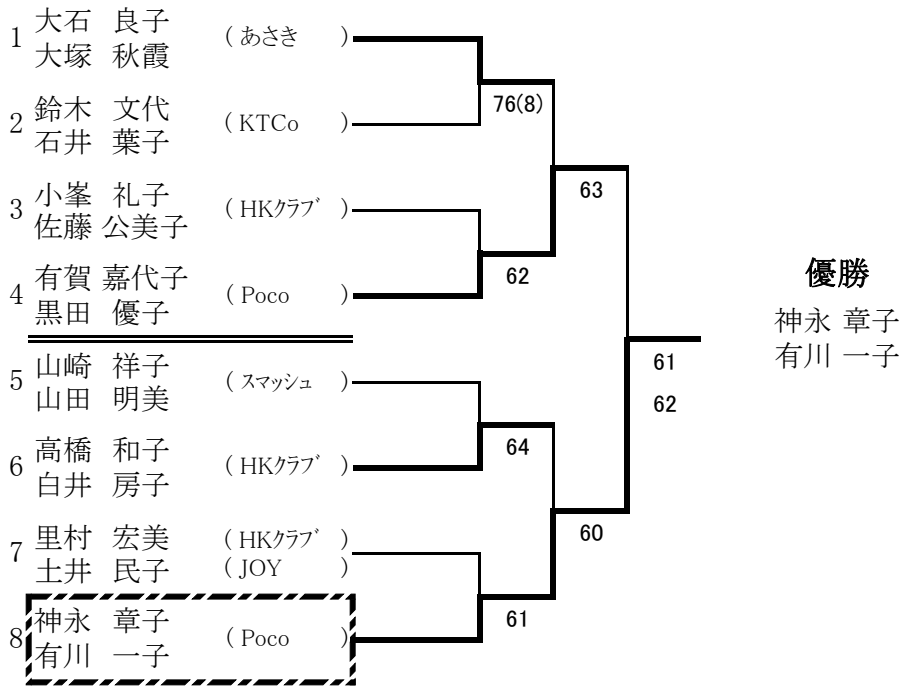 1 大石 良子 ( あさき )
大塚 秋霞
76(8)
2 鈴木 文代 ( KTCo )
石井 葉子
63
3 小峯 礼子 ( HKクラブ )
佐藤 公美子
62
4 有賀 嘉代子 ( Poco )
黒田 優子
優勝
神永 章子
有川 一子
5 山崎 祥子 ( スマッシュ )
山田 明美
61
62
64
6 高橋 和子 ( HKクラブ )
白井 房子
60
7 里村 宏美 ( HKクラブ )
土井 民子 ( JOY )
61
8 神永 章子 ( Poco )
有川 一子